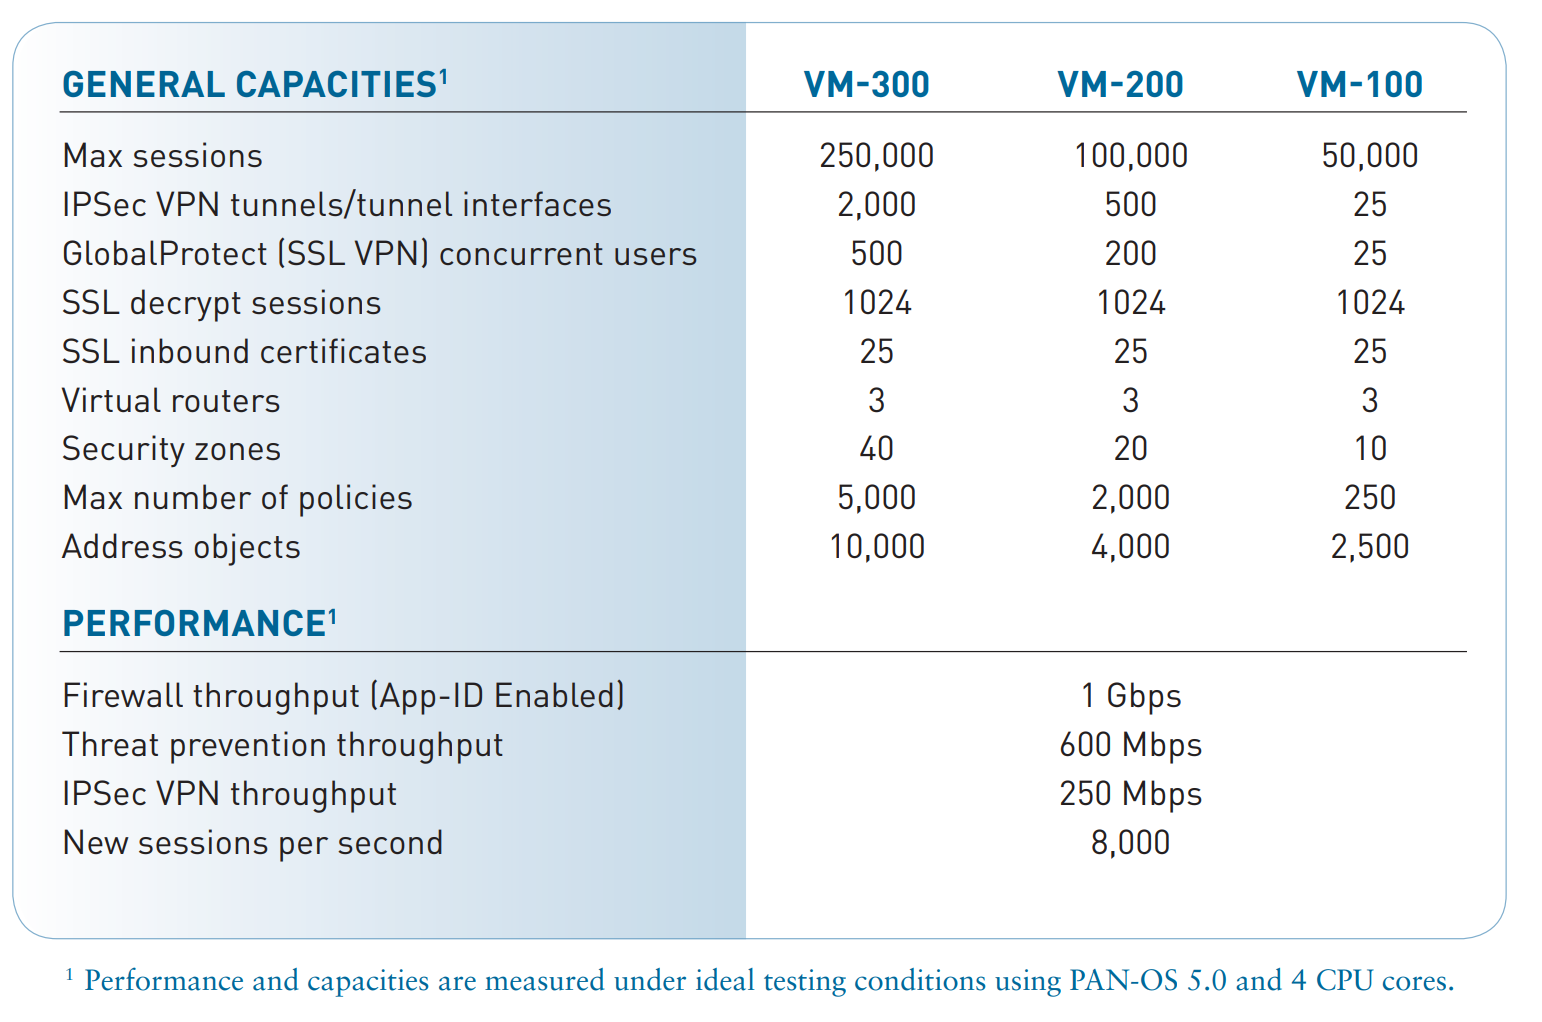 GENERAL CAPACITIES¹ VM-300 VM-200 VM-100
Max sessions 250,000 100,000 50,000
IPSec VPN tunnels/tunnel interfaces 2,000 500 25
GlobalProtect (SSL VPN) concurrent users 500 200 25
SSL decrypt sessions 1024 1024 1024
SSL inbound certificates 25 25 25
Virtual routers 3 3 3
Security zones 40 20 10
Max number of policies 5,000 2,000 250
Address objects 10,000 4,000 2,500
PERFORMANCE¹
Firewall throughput (App-ID Enabled) 1 Gbps
Threat prevention throughput 600 Mbps
IPSec VPN throughput 250 Mbps
New sessions per second 8,000
¹ Performance and capacities are measured under ideal testing conditions using PAN-OS 5.0 and 4 CPU cores.